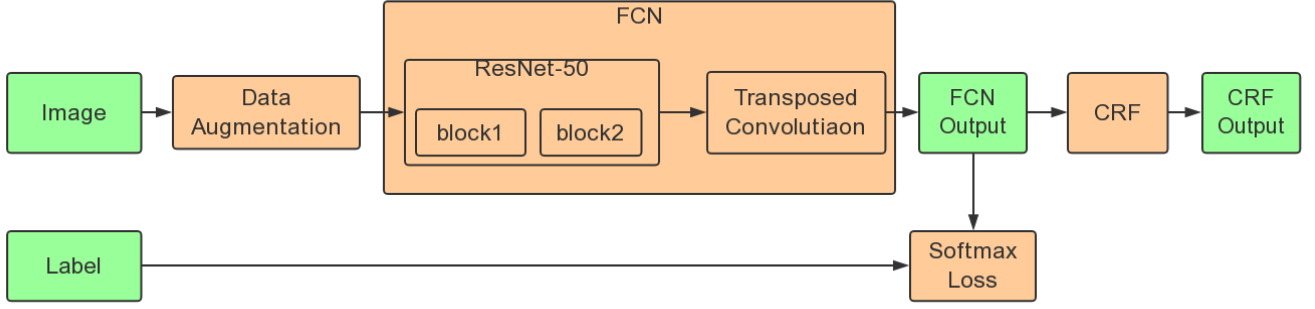 FCN
ResNet-50
Image
Data
Augmentation
block1
block2
Transposed
Convolutiaon
FCN
Output
CRF
CRF
Output
Label
Softmax
Loss